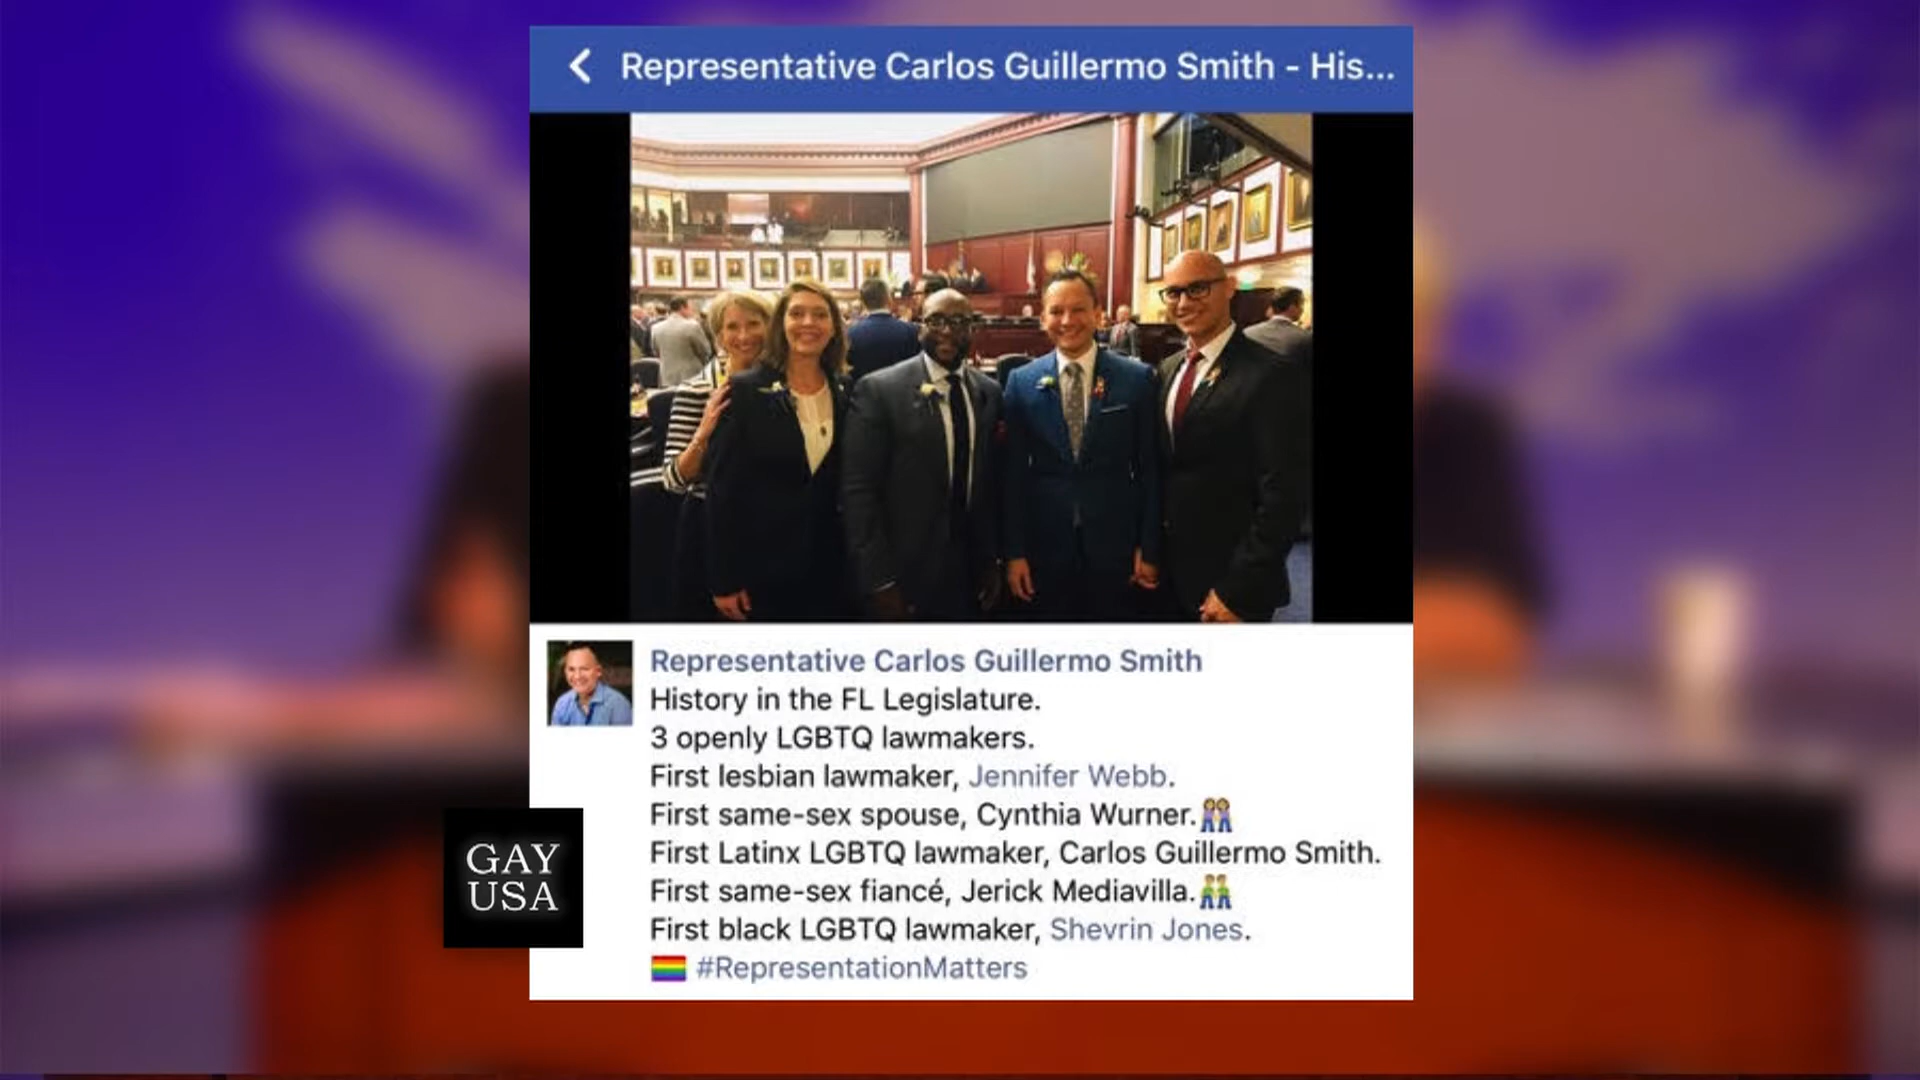 Representative Carlos Guillermo Smith - His...
Representative Carlos Guillermo Smith
History in the FL Legislature.
3 openly LGBTQ lawmakers.
First lesbian lawmaker, Jennifer Webb.
First same-sex spouse, Cynthia Wurner.👭
First Latinx LGBTQ lawmaker, Carlos Guillermo Smith.
First same-sex fiancé, Jerick Mediavilla.👬
First black LGBTQ lawmaker, Shevrin Jones.
🏳️‍🌈 #RepresentationMatters
GAY
USA